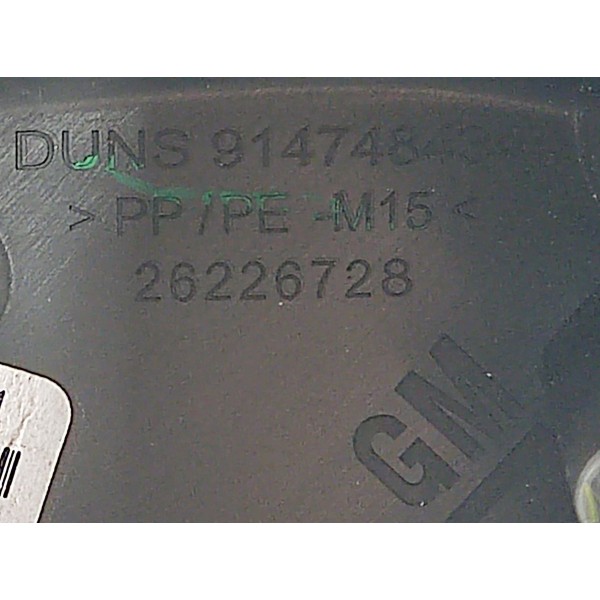 DUNS
> PP/PE -M15 <
26226728
GM